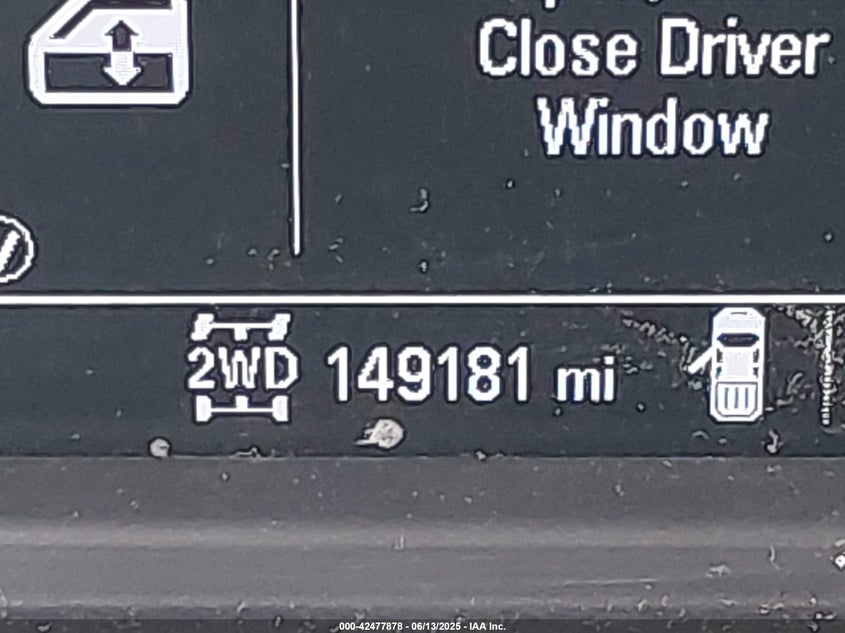 Close Driver
Window
2WD 149181 mi
000-42477878 - 06/13/2025 - IAA Inc.